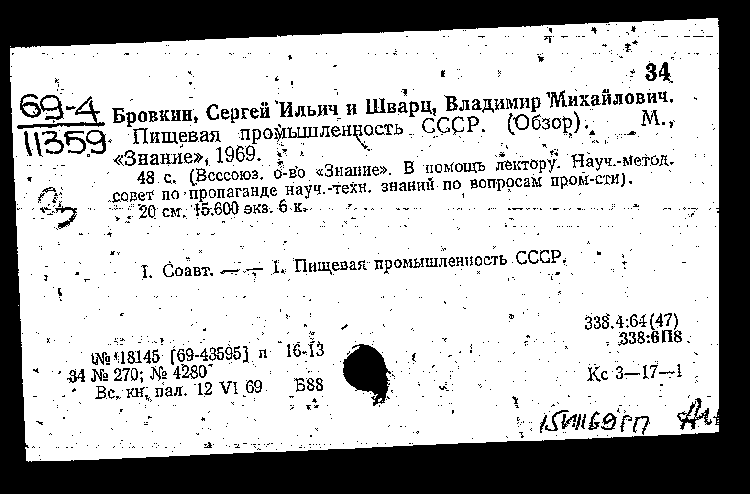 34
69-4
11359
Бровкин, Сергей Ильич и Шварц, Владимир Михайлович.
Пищевая промышленность СССР. (Обзор). М.,
«Знание», 1969.
48 с. (Всесоюз. о-во «Знание». В помощь лектору. Науч.-метод.
совет по пропаганде науч.-техн. знаний по вопросам пром-сти).
20 см. 15.600 экз. 6 к.
I. Соавт. — — 1. Пищевая промышленность СССР.
338.4:64(47)
338:6П8
№ 18145 [69-43595] п 16-13
34 № 270; № 4280
Вс. кн. пал. 12 VI 69 Б88
Кс 3—17—1